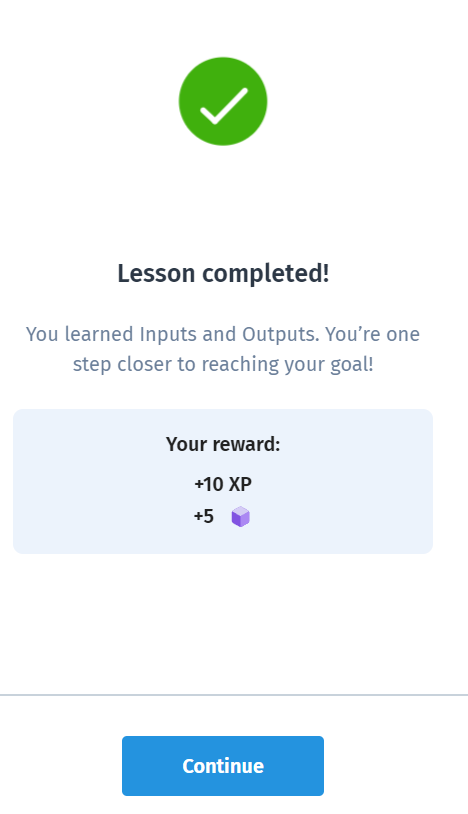 Lesson completed!
You learned Inputs and Outputs. You’re one
step closer to reaching your goal!
Your reward:
+10 XP
+5
Continue